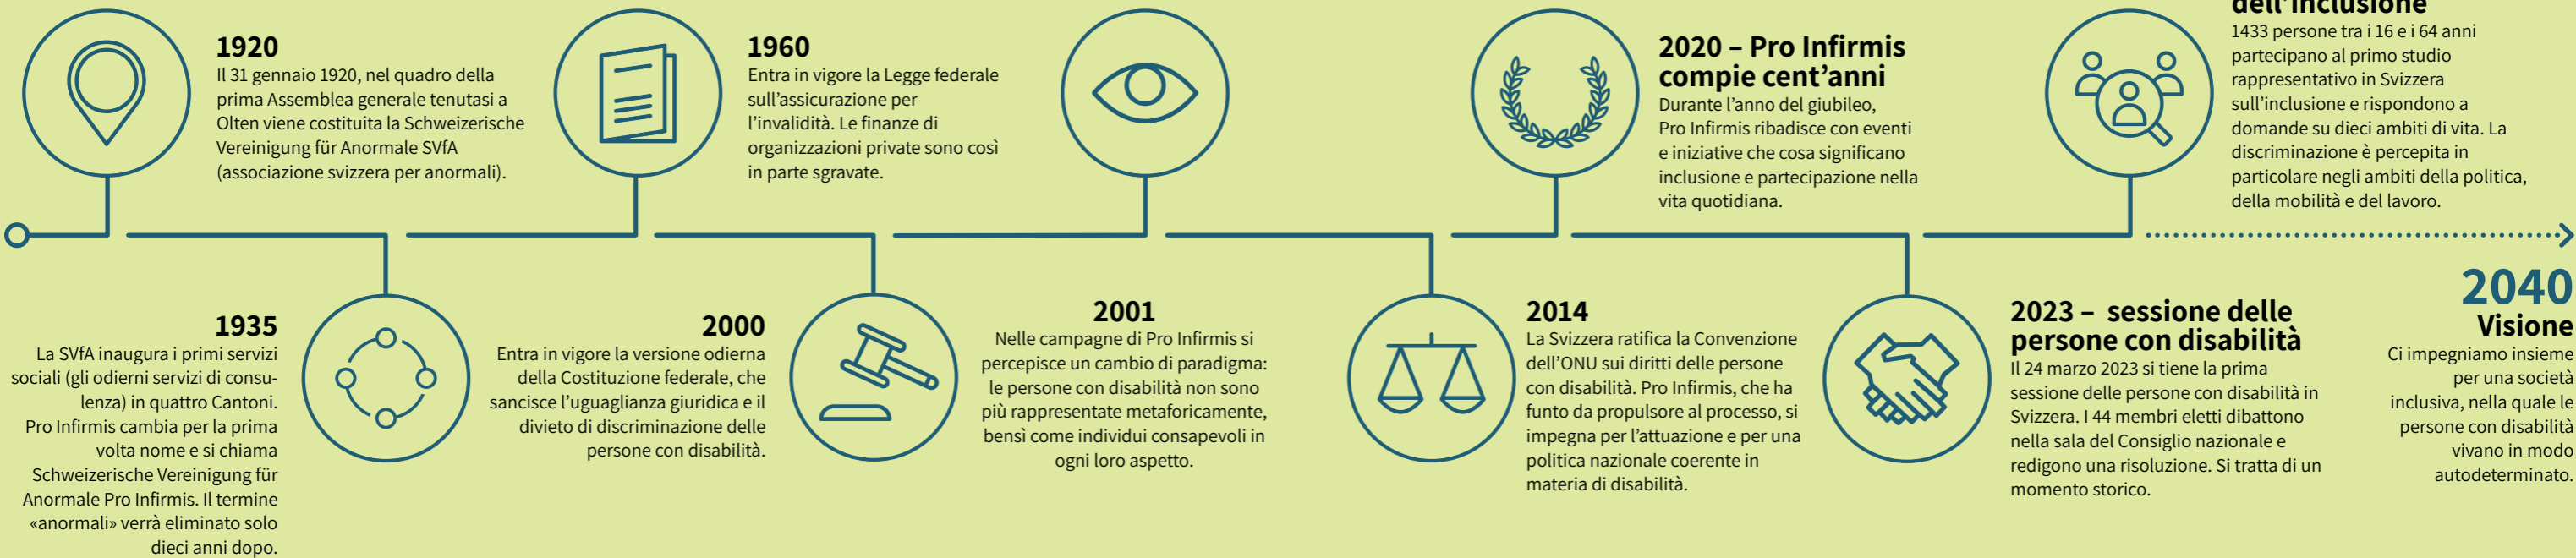 1920
Il 31 gennaio 1920, nel quadro della
prima Assemblea generale tenutasi a
Olten viene costituita la Schweizerische
Vereinigung für Anormale SVfA
(associazione svizzera per anormali).
1935
La SVfA inaugura i primi servizi
sociali (gli odierni servizi di consu-
lenza) in quattro Cantoni.
Pro Infirmis cambia per la prima
volta nome e si chiama
Schweizerische Vereinigung für
Anormale Pro Infirmis. Il termine
«anormali» verrà eliminato solo
dieci anni dopo.
1960
Entra in vigore la Legge federale
sull’assicurazione per
l’invalidità. Le finanze di
organizzazioni private sono così
in parte sgravate.
2000
Entra in vigore la versione odierna
della Costituzione federale, che
sancisce l’uguaglianza giuridica e il
divieto di discriminazione delle
persone con disabilità.
2001
Nelle campagne di Pro Infirmis si
percepisce un cambio di paradigma:
le persone con disabilità non sono
più rappresentate metaforicamente,
bensì come individui consapevoli in
ogni loro aspetto.
2014
La Svizzera ratifica la Convenzione
dell’ONU sui diritti delle persone
con disabilità. Pro Infirmis, che ha
funto da propulsore al processo, si
impegna per l’attuazione e per una
politica nazionale coerente in
materia di disabilità.
2020 – Pro Infirmis
compie cent’anni
Durante l’anno del giubileo,
Pro Infirmis ribadisce con eventi
e iniziative che cosa significano
inclusione e partecipazione nella
vita quotidiana.
2023 – sessione delle
persone con disabilità
Il 24 marzo 2023 si tiene la prima
sessione delle persone con disabilità in
Svizzera. I 44 membri eletti dibattono
nella sala del Consiglio nazionale e
redigono una risoluzione. Si tratta di un
momento storico.
dell’inclusione
1433 persone tra i 16 e i 64 anni
partecipano al primo studio
rappresentativo in Svizzera
sull’inclusione e rispondono a
domande su dieci ambiti di vita. La
discriminazione è percepita in
particolare negli ambiti della politica,
della mobilità e del lavoro.
2040
Visione
Ci impegniamo insieme
per una società
inclusiva, nella quale le
persone con disabilità
vivano in modo
autodeterminato.